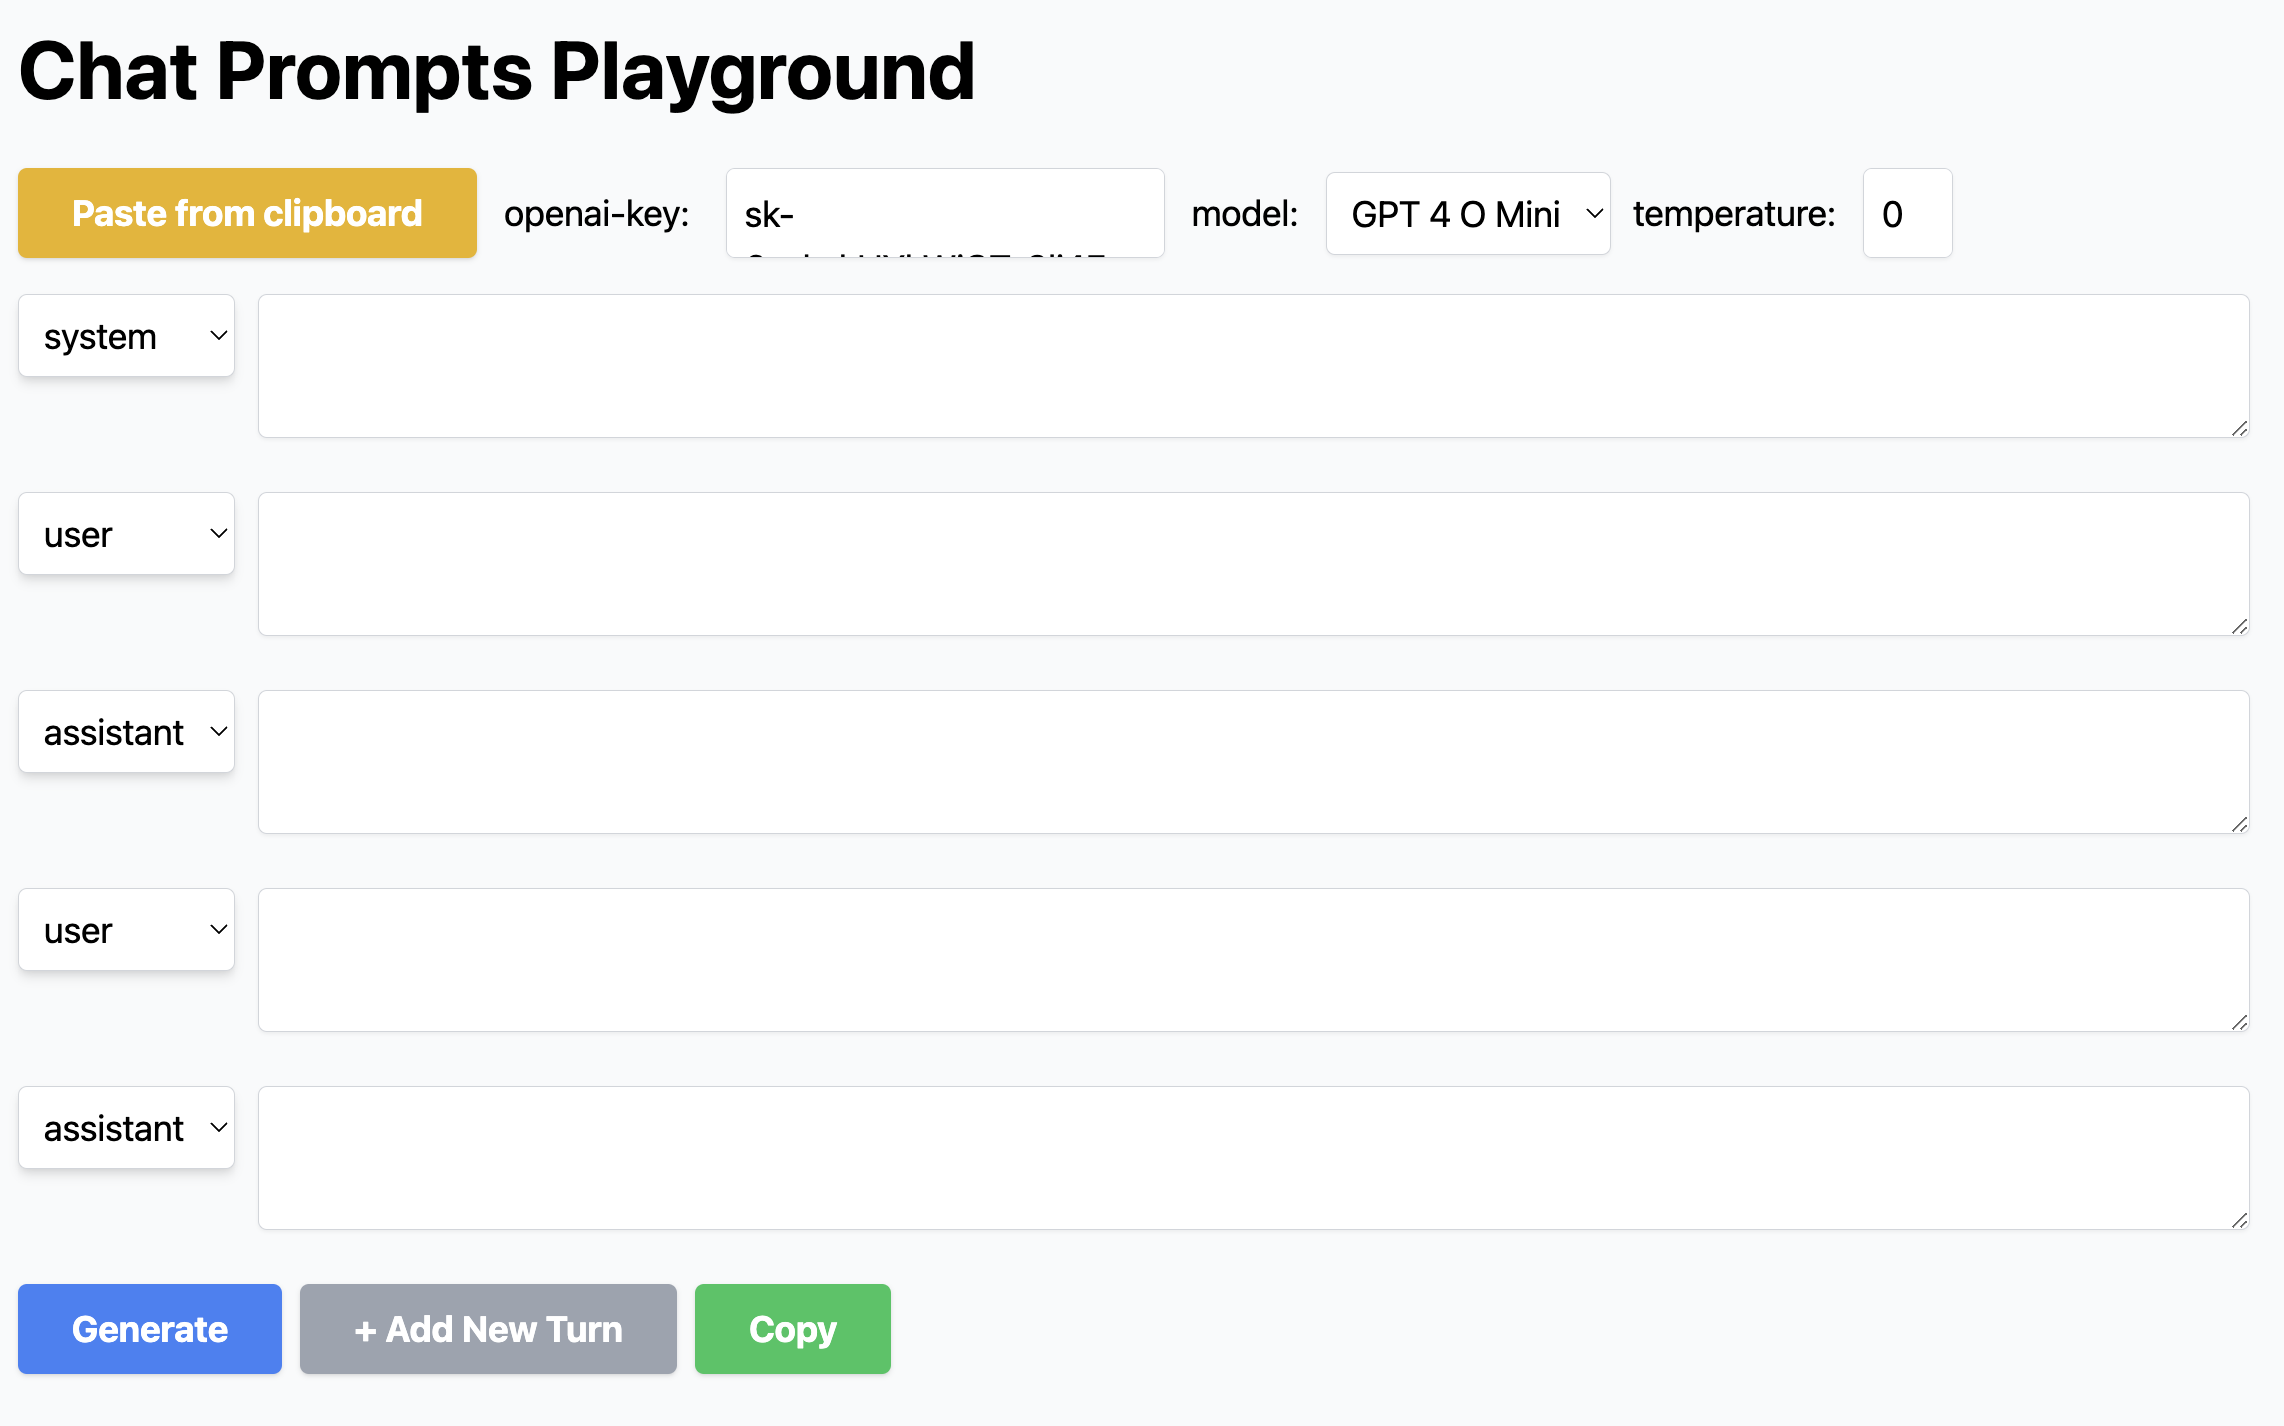 Chat Prompts Playground
Paste from clipboard openai-key: sk- model: GPT 4 O Mini temperature: 0
system
user
assistant
user
assistant
Generate + Add New Turn Copy